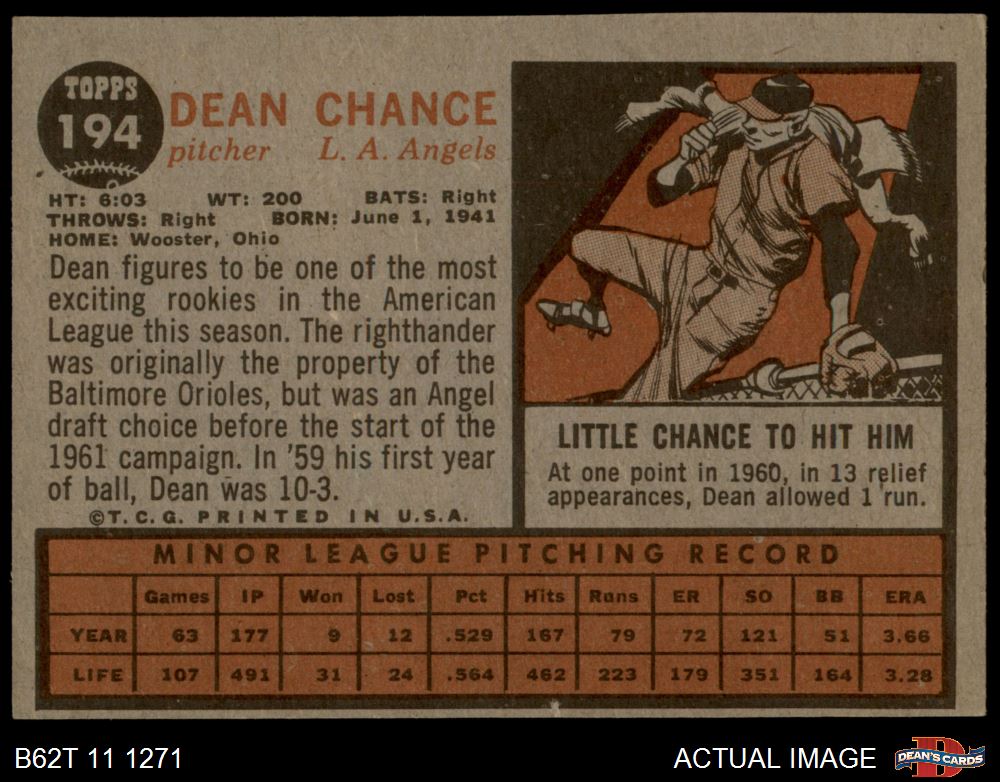 TOPPS
194
DEAN CHANCE
pitcher L. A. Angels
HT: 6:03 WT: 200 BATS: Right
THROWS: Right BORN: June 1, 1941
HOME: Wooster, Ohio
Dean figures to be one of the most
exciting rookies in the American
League this season. The righthander
was originally the property of the
Baltimore Orioles, but was an Angel
draft choice before the start of the
1961 campaign. In '59 his first year
of ball, Dean was 10-3.
©T.C.G. PRINTED IN U.S.A.
LITTLE CHANCE TO HIT HIM
At one point in 1960, in 13 relief
appearances, Dean allowed 1 run.
MINOR LEAGUE PITCHING RECORD
Games IP Won Lost Pct Hits Runs ER SO BB ERA
YEAR 63 177 9 12 .529 167 79 72 121 51 3.66
LIFE 107 491 31 24 .564 462 223 179 351 164 3.28
B62T 11 1271 ACTUAL IMAGE
D
DEAN'S CARDS